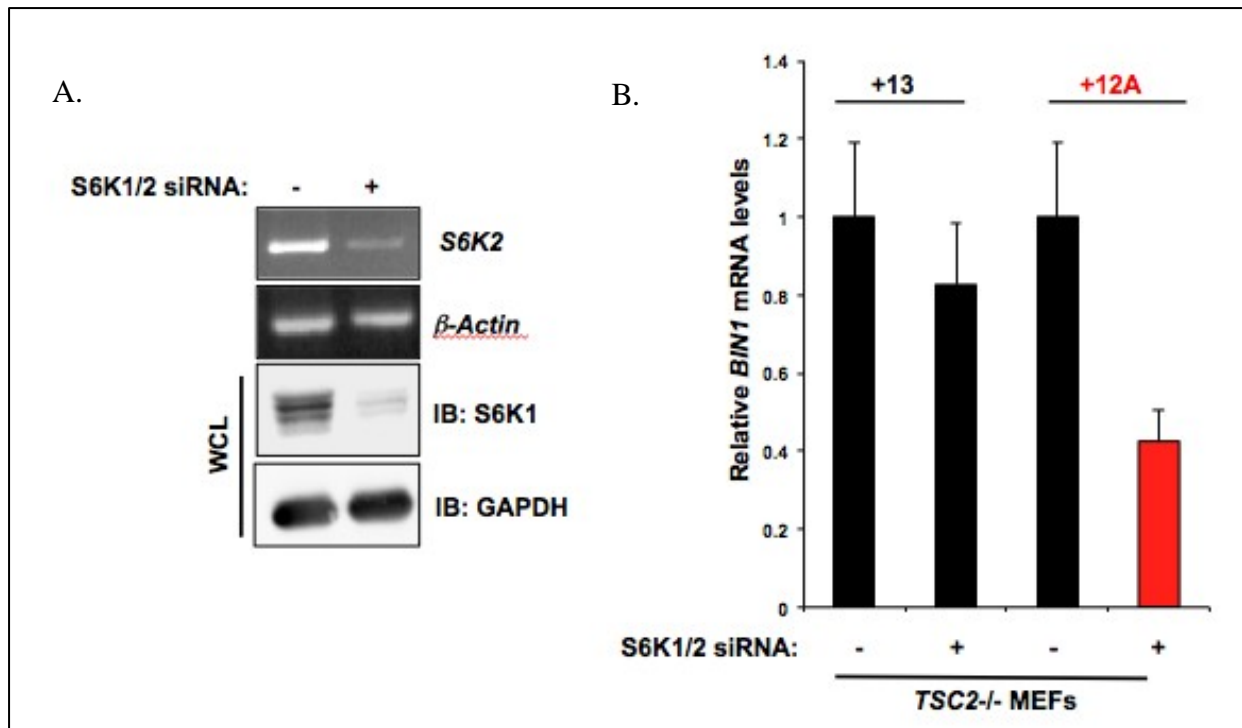 A.
S6K1/2 siRNA: - +
S6K2
β-Actin
IB: S6K1
IB: GAPDH
WCL
B.
+13 +12A
Relative BIN1 mRNA levels
1.4
1.2
1
0.8
0.6
0.4
0.2
0
S6K1/2 siRNA: - + - +
TSC2-/- MEFs